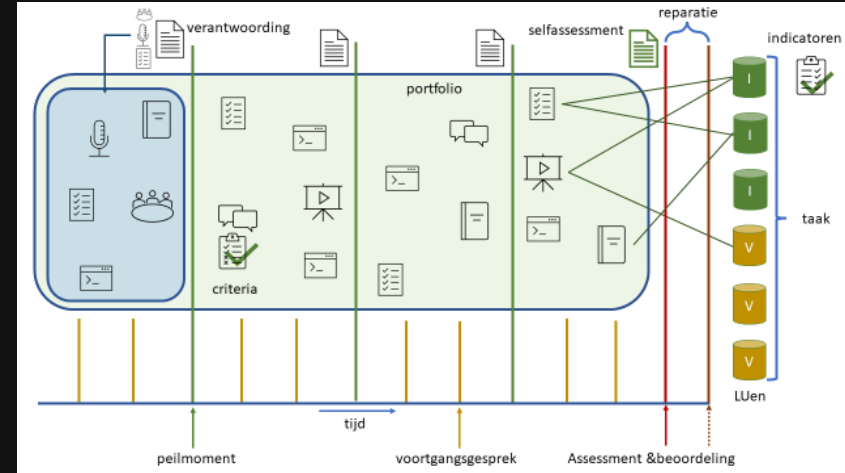 reparatie
verantwoording
selfassessment
indicatoren
portfolio
I
I
I
taak
V
V
V
criteria
LUen
tijd
peilmoment
voortgangsgesprek
Assessment &beoordeling